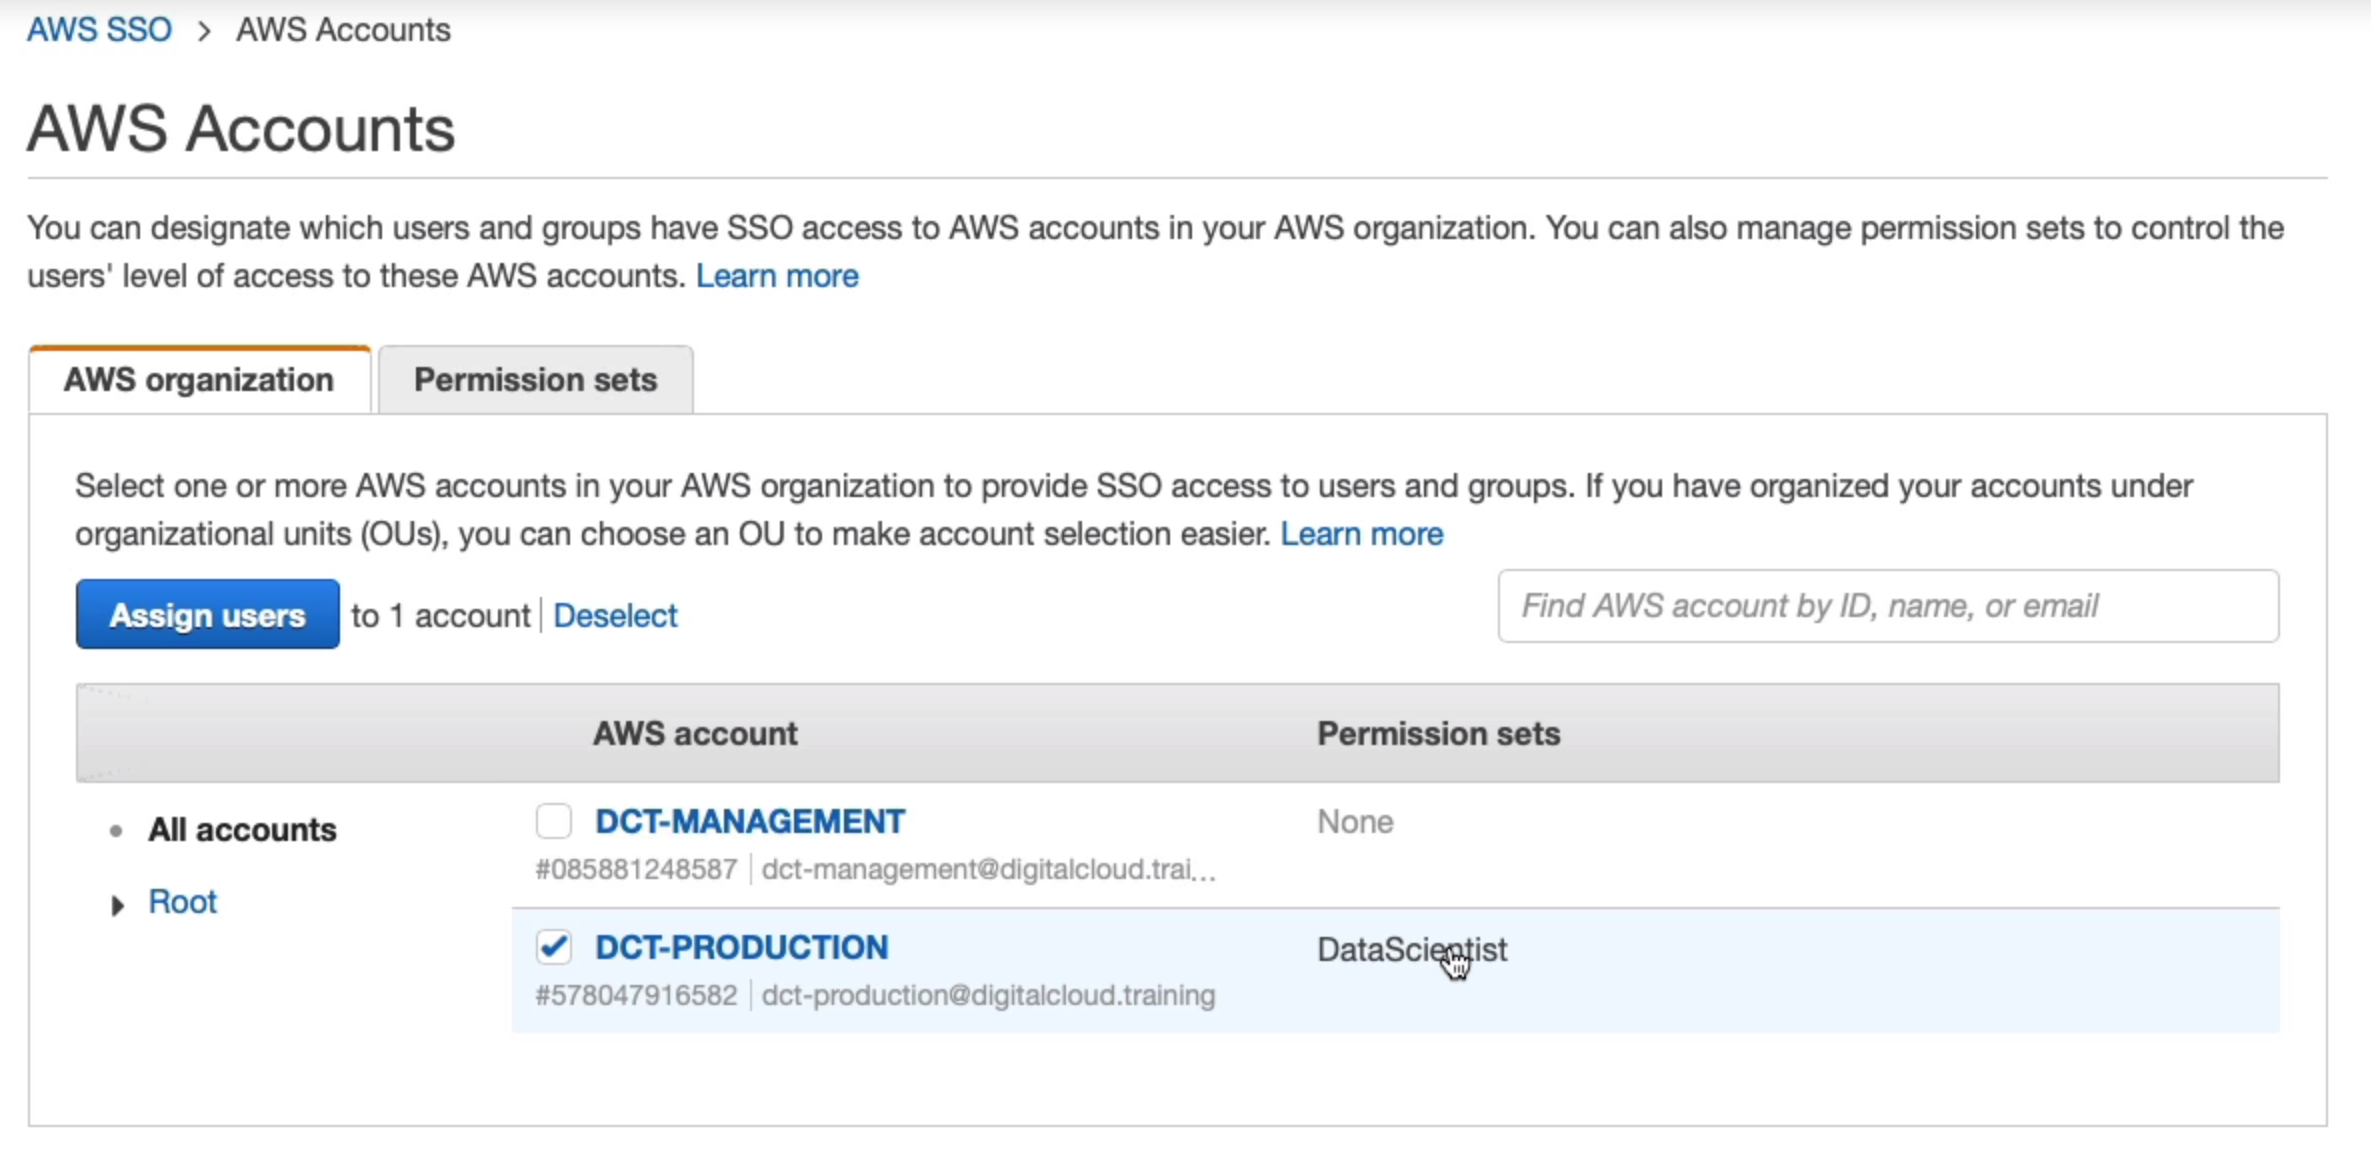 AWS SSO > AWS Accounts
AWS Accounts
You can designate which users and groups have SSO access to AWS accounts in your AWS organization. You can also manage permission sets to control the
users' level of access to these AWS accounts. Learn more
AWS organization
Permission sets
Select one or more AWS accounts in your AWS organization to provide SSO access to users and groups. If you have organized your accounts under
organizational units (OUs), you can choose an OU to make account selection easier. Learn more
Assign users to 1 account | Deselect
Find AWS account by ID, name, or email
AWS account
Permission sets
All accounts
Root
DCT-MANAGEMENT
None
#085881248587 | dct-management@digitalcloud.trai...
DCT-PRODUCTION
DataScientist
#578047916582 | dct-production@digitalcloud.training